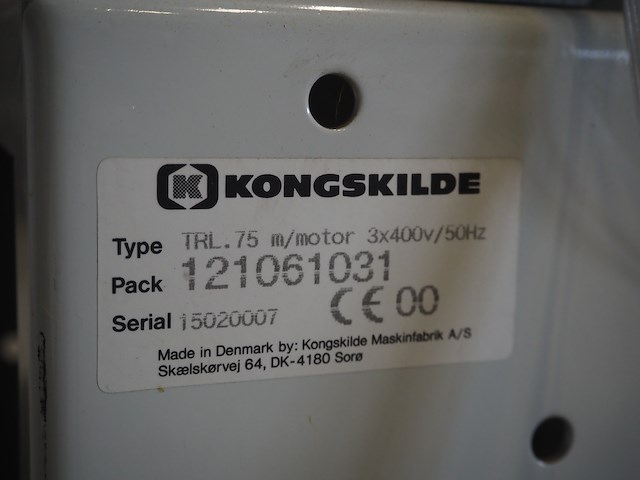 K KONGSKILDE
Type TRL.75 m/motor 3x400v/50Hz
Pack 121061031
Serial 15020007 CE 00
Made in Denmark by: Kongskilde Maskinfabrik A/S
Skælskørvej 64, DK-4180 Sorø